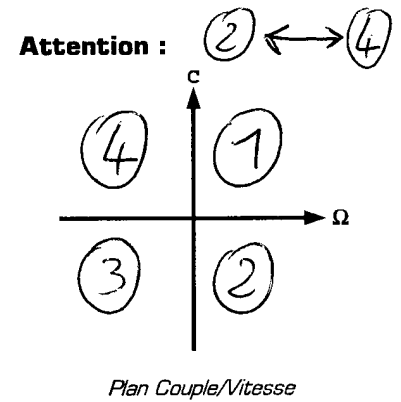 Attention : 2 ↔ 4
C
4 1
Ω
3 2
Plan Couple/Vitesse